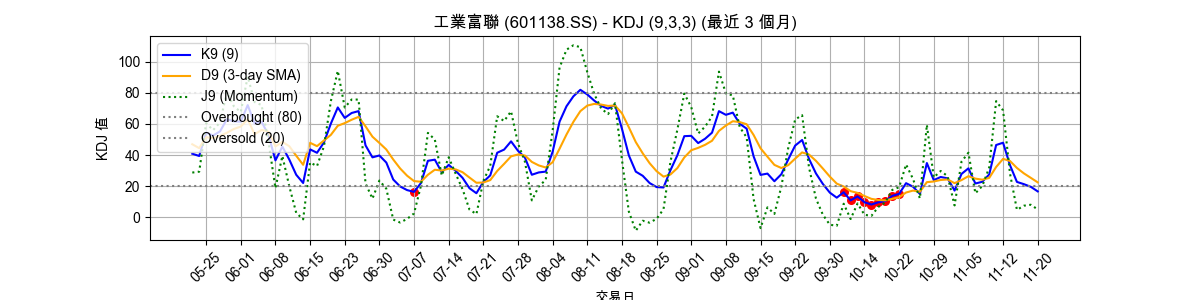 工業富聯 (601138.SS) - KDJ (9,3,3) (最近 3 個月)
K9 (9)
D9 (3-day SMA)
J9 (Momentum)
Overbought (80)
Oversold (20)
KDJ 值
100
80
60
40
20
0
05-25 06-01 06-08 06-15 06-23 06-30 07-07 07-14 07-21 07-28 08-04 08-11 08-18 08-25 09-01 09-08 09-15 09-22 09-30 10-14 10-22 10-29 11-05 11-12 11-20
交易日